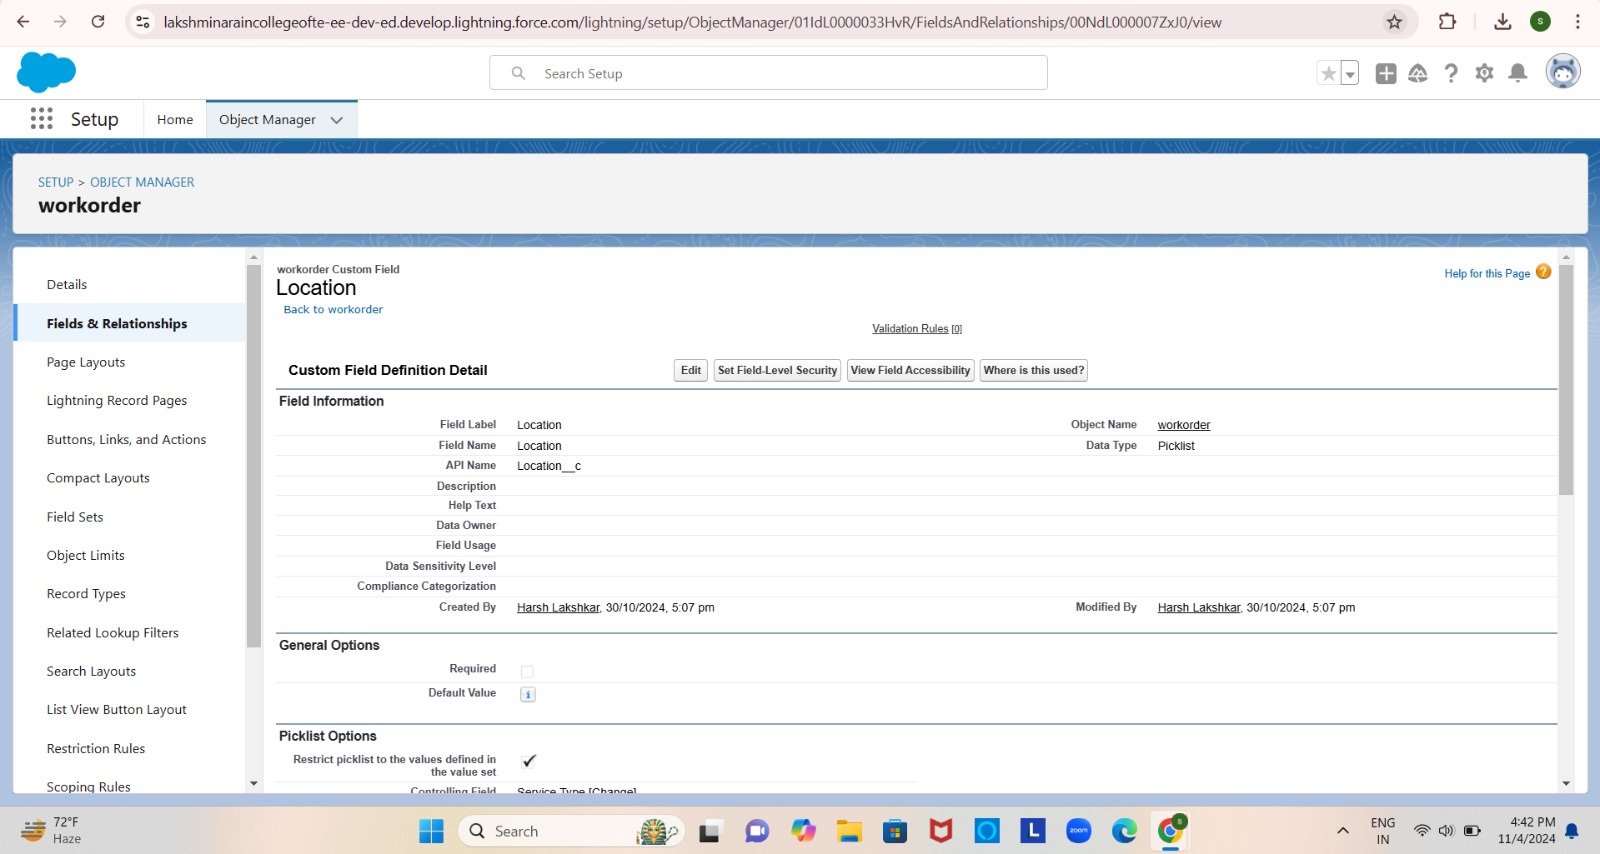 lakshminaraincollegeofte-ee-dev-ed.develop.lightning.force.com/lightning/setup/ObjectManager/01IdL0000033HvR/FieldsAndRelationships/00NdL000007ZxJ0/view
S
Search Setup
Setup
Home
Object Manager
SETUP > OBJECT MANAGER
workorder
Details
Fields & Relationships
Page Layouts
Lightning Record Pages
Buttons, Links, and Actions
Compact Layouts
Field Sets
Object Limits
Record Types
Related Lookup Filters
Search Layouts
List View Button Layout
Restriction Rules
Scoping Rules
workorder Custom Field
Location
Back to workorder
Help for this Page
Validation Rules [0]
Custom Field Definition Detail
Edit
Set Field-Level Security
View Field Accessibility
Where is this used?
Field Information
Field Label Location
Object Name workorder
Field Name Location
Data Type Picklist
API Name Location__c
Description
Help Text
Data Owner
Field Usage
Data Sensitivity Level
Compliance Categorization
Created By Harsh Lakshkar, 30/10/2024, 5:07 pm
Modified By Harsh Lakshkar, 30/10/2024, 5:07 pm
General Options
Required
Default Value
Picklist Options
Restrict picklist to the values defined in
the value set
Controlling Field Service Type [Change]
72°F
Haze
Search
L
zoom
S
ENG
IN
4:42 PM
11/4/2024